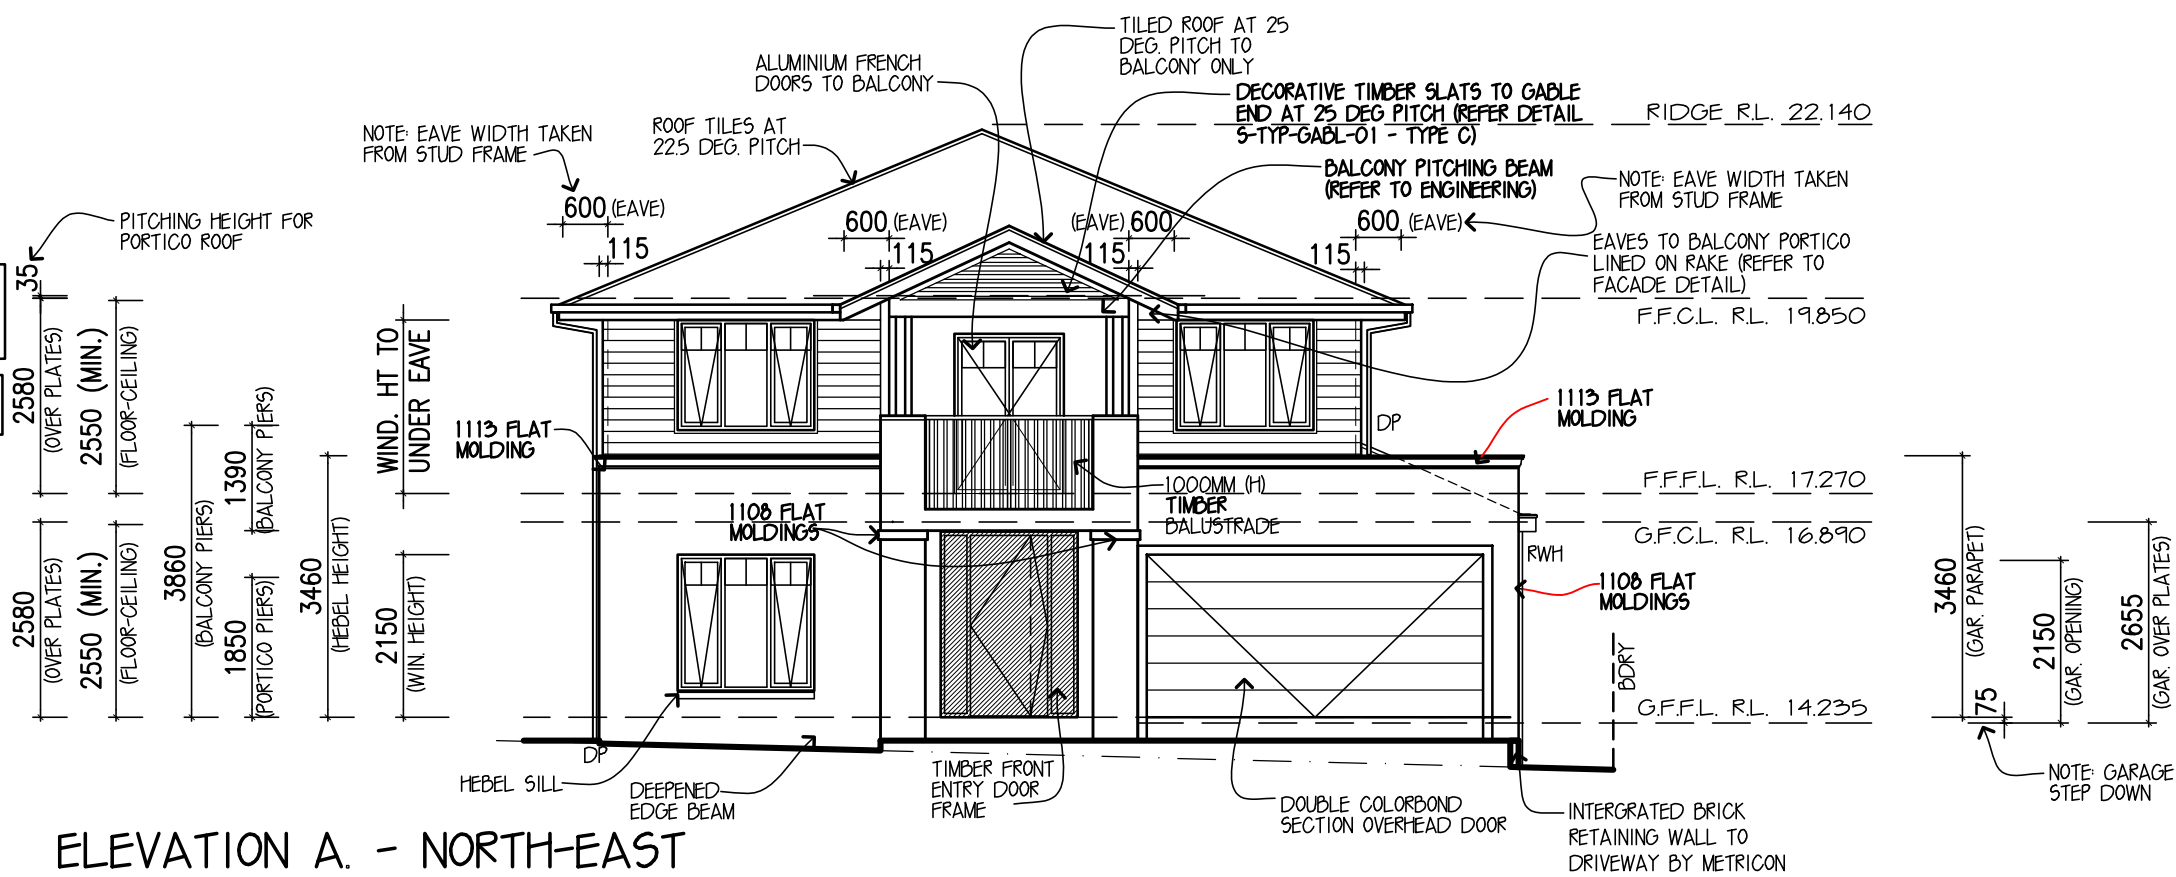 TILED ROOF AT 25
DEG. PITCH TO
BALCONY ONLY
ALUMINIUM FRENCH
DOORS TO BALCONY
DECORATIVE TIMBER SLATS TO GABLE
END AT 25 DEG PITCH (REFER DETAIL
S-TYP-GABL-01 - TYPE C)
RIDGE R.L. 22.140
NOTE: EAVE WIDTH TAKEN
FROM STUD FRAME
ROOF TILES AT
22.5 DEG. PITCH
BALCONY PITCHING BEAM
(REFER TO ENGINEERING)
NOTE: EAVE WIDTH TAKEN
FROM STUD FRAME
PITCHING HEIGHT FOR
PORTICO ROOF
600 (EAVE)
115
600 (EAVE)
115
(EAVE) 600
115
600 (EAVE)
115
EAVES TO BALCONY PORTICO
LINED ON RAKE (REFER TO
FACADE DETAIL)
F.F.C.L. R.L. 19.850
35
2580
(OVER PLATES)
2550 (MIN.)
(FLOOR-CEILING)
WIND. HT TO
UNDER EAVE
1113 FLAT
MOLDING
1113 FLAT
MOLDING
DP
3860
(BALCONY PIERS)
1390
(BALCONY PIERS)
3460
(HEBEL HEIGHT)
F.F.F.L. R.L. 17.270
1000MM (H)
TIMBER
BALUSTRADE
1108 FLAT
MOLDINGS
G.F.C.L. R.L. 16.890
RWH
1108 FLAT
MOLDINGS
2580
(OVER PLATES)
2550 (MIN.)
(FLOOR-CEILING)
1850
(PORTICO PIERS)
2150
(WIN. HEIGHT)
3460
(GAR. PARAPET)
2150
(GAR. OPENING)
2655
(GAR. OVER PLATES)
75
BDRY
G.F.F.L. R.L. 14.235
DP
HEBEL SILL
DEEPENED
EDGE BEAM
TIMBER FRONT
ENTRY DOOR
FRAME
DOUBLE COLORBOND
SECTION OVERHEAD DOOR
INTERGRATED BRICK
RETAINING WALL TO
DRIVEWAY BY METRICON
NOTE: GARAGE
STEP DOWN
ELEVATION A. - NORTH-EAST